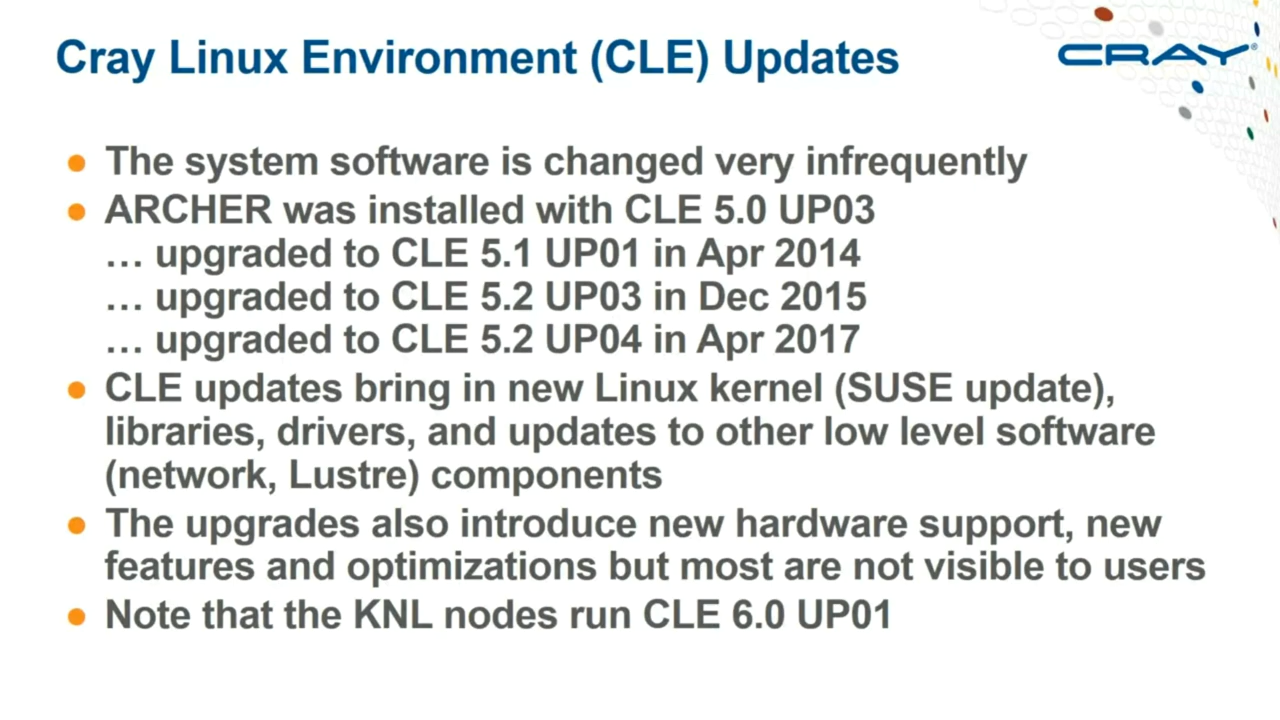 Cray Linux Environment (CLE) Updates
CRAY
The system software is changed very infrequently
ARCHER was installed with CLE 5.0 UP03
… upgraded to CLE 5.1 UP01 in Apr 2014
… upgraded to CLE 5.2 UP03 in Dec 2015
… upgraded to CLE 5.2 UP04 in Apr 2017
CLE updates bring in new Linux kernel (SUSE update),
libraries, drivers, and updates to other low level software
(network, Lustre) components
The upgrades also introduce new hardware support, new
features and optimizations but most are not visible to users
Note that the KNL nodes run CLE 6.0 UP01